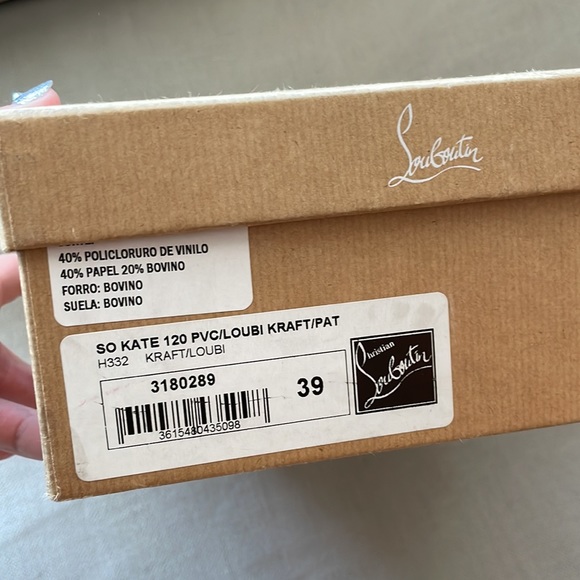 Louboutin
40% POLICLORURO DE VINILO
40% PAPEL 20% BOVINO
FORRO: BOVINO
SUELA: BOVINO
SO KATE 120 PVC/LOUBI KRAFT/PAT
H332 KRAFT/LOUBI
3180289
39
3615480435098
Christian
Louboutin